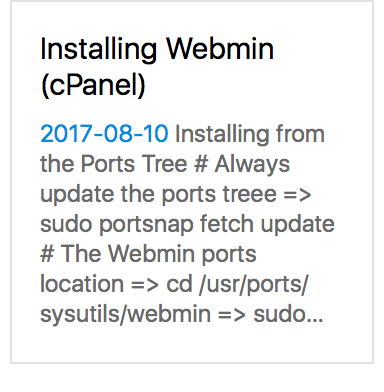 Installing Webmin
(cPanel)
2017-08-10 Installing from
the Ports Tree # Always
update the ports treee =>
sudo portsnap fetch update
# The Webmin ports
location => cd /usr/ports/
sysutils/webmin => sudo...